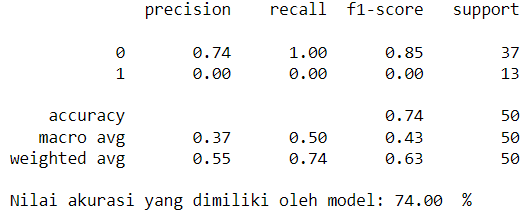 precision recall f1-score support
0 0.74 1.00 0.85 37
1 0.00 0.00 0.00 13
accuracy 0.74 50
macro avg 0.37 0.50 0.43 50
weighted avg 0.55 0.74 0.63 50
Nilai akurasi yang dimiliki oleh model: 74.00 %